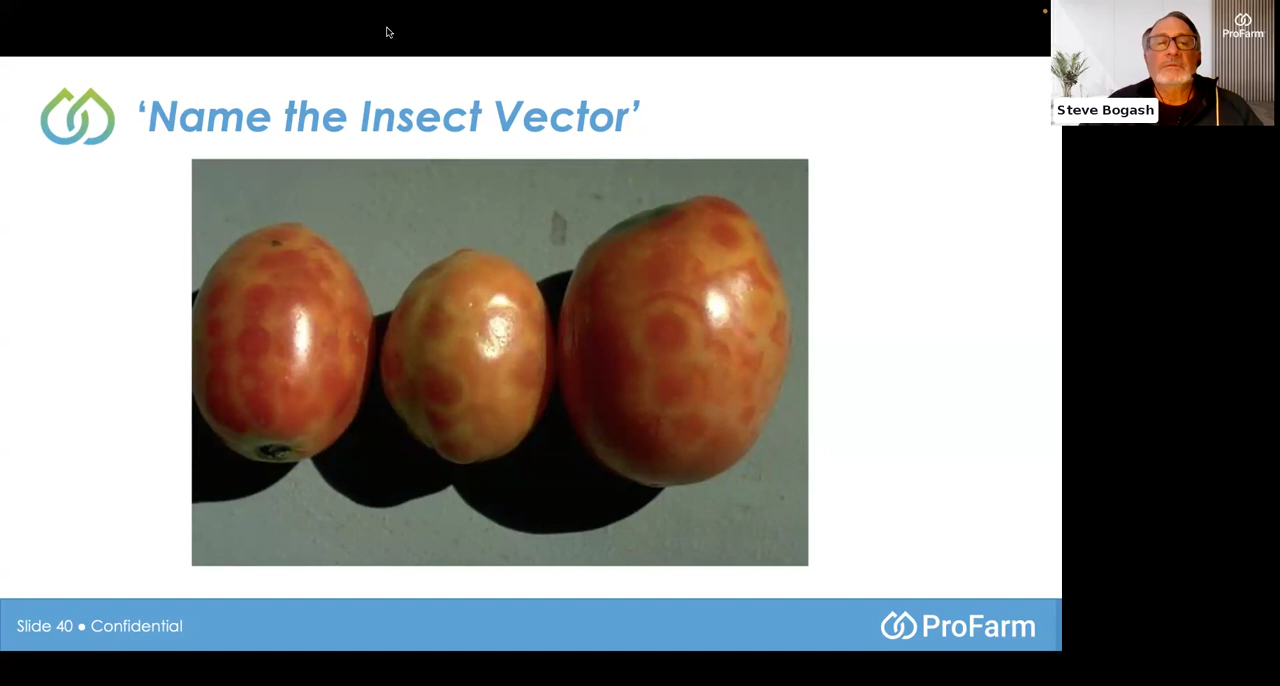 ‘Name the Insect Vector’
ProFarm
Steve Bogash
Slide 40 ● Confidential
ProFarm